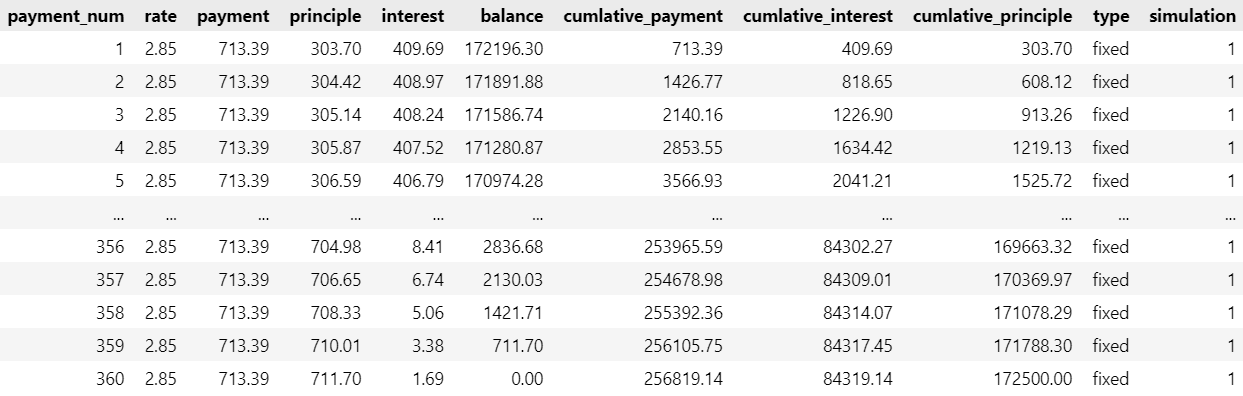 payment_num rate payment principle interest balance cumlative_payment cumlative_interest cumlative_principle type simulation
1 2.85 713.39 303.70 409.69 172196.30 713.39 409.69 303.70 fixed 1
2 2.85 713.39 304.42 408.97 171891.88 1426.77 818.65 608.12 fixed 1
3 2.85 713.39 305.14 408.24 171586.74 2140.16 1226.90 913.26 fixed 1
4 2.85 713.39 305.87 407.52 171280.87 2853.55 1634.42 1219.13 fixed 1
5 2.85 713.39 306.59 406.79 170974.28 3566.93 2041.21 1525.72 fixed 1
... ... ... ... ... ... ... ... ... ... ...
356 2.85 713.39 704.98 8.41 2836.68 253965.59 84302.27 169663.32 fixed 1
357 2.85 713.39 706.65 6.74 2130.03 254678.98 84309.01 170369.97 fixed 1
358 2.85 713.39 708.33 5.06 1421.71 255392.36 84314.07 171078.29 fixed 1
359 2.85 713.39 710.01 3.38 711.70 256105.75 84317.45 171788.30 fixed 1
360 2.85 713.39 711.70 1.69 0.00 256819.14 84319.14 172500.00 fixed 1